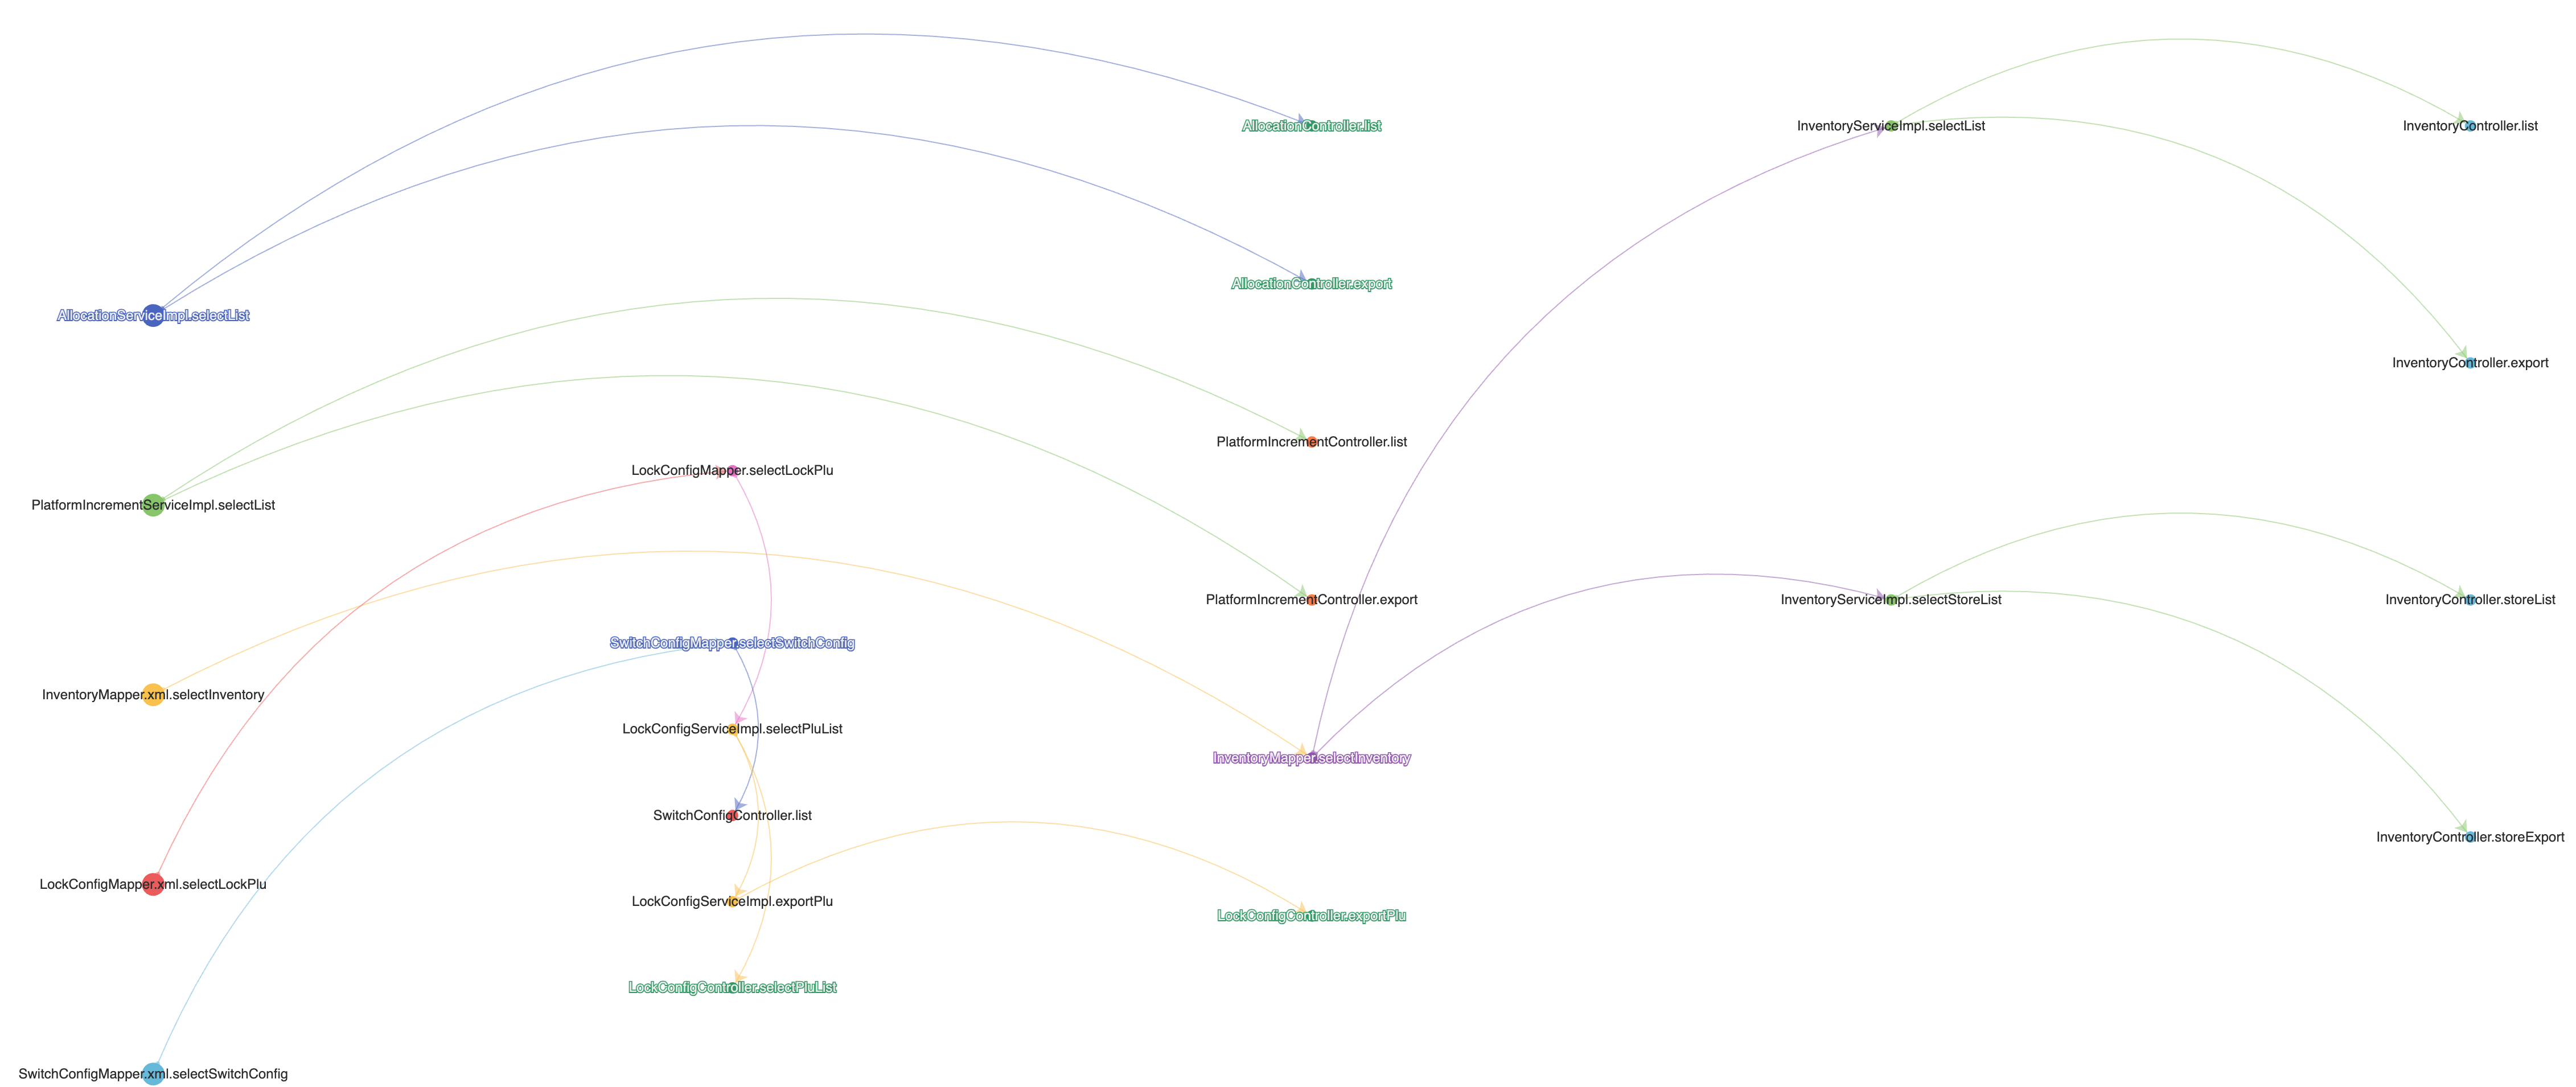 AllocationController.list
InventoryServiceImpl.selectList
InventoryController.list
AllocationController.export
AllocationServiceImpl.selectList
InventoryController.export
PlatformIncrementController.list
LockConfigMapper.selectLockPlu
PlatformIncrementServiceImpl.selectList
PlatformIncrementController.export
InventoryServiceImpl.selectStoreList
InventoryController.storeList
SwitchConfigMapper.selectSwitchConfig
InventoryMapper.xml.selectInventory
LockConfigServiceImpl.selectPluList
InventoryMapper.selectInventory
SwitchConfigController.list
InventoryController.storeExport
LockConfigMapper.xml.selectLockPlu
LockConfigServiceImpl.exportPlu
LockConfigController.exportPlu
LockConfigController.selectPluList
SwitchConfigMapper.xml.selectSwitchConfig